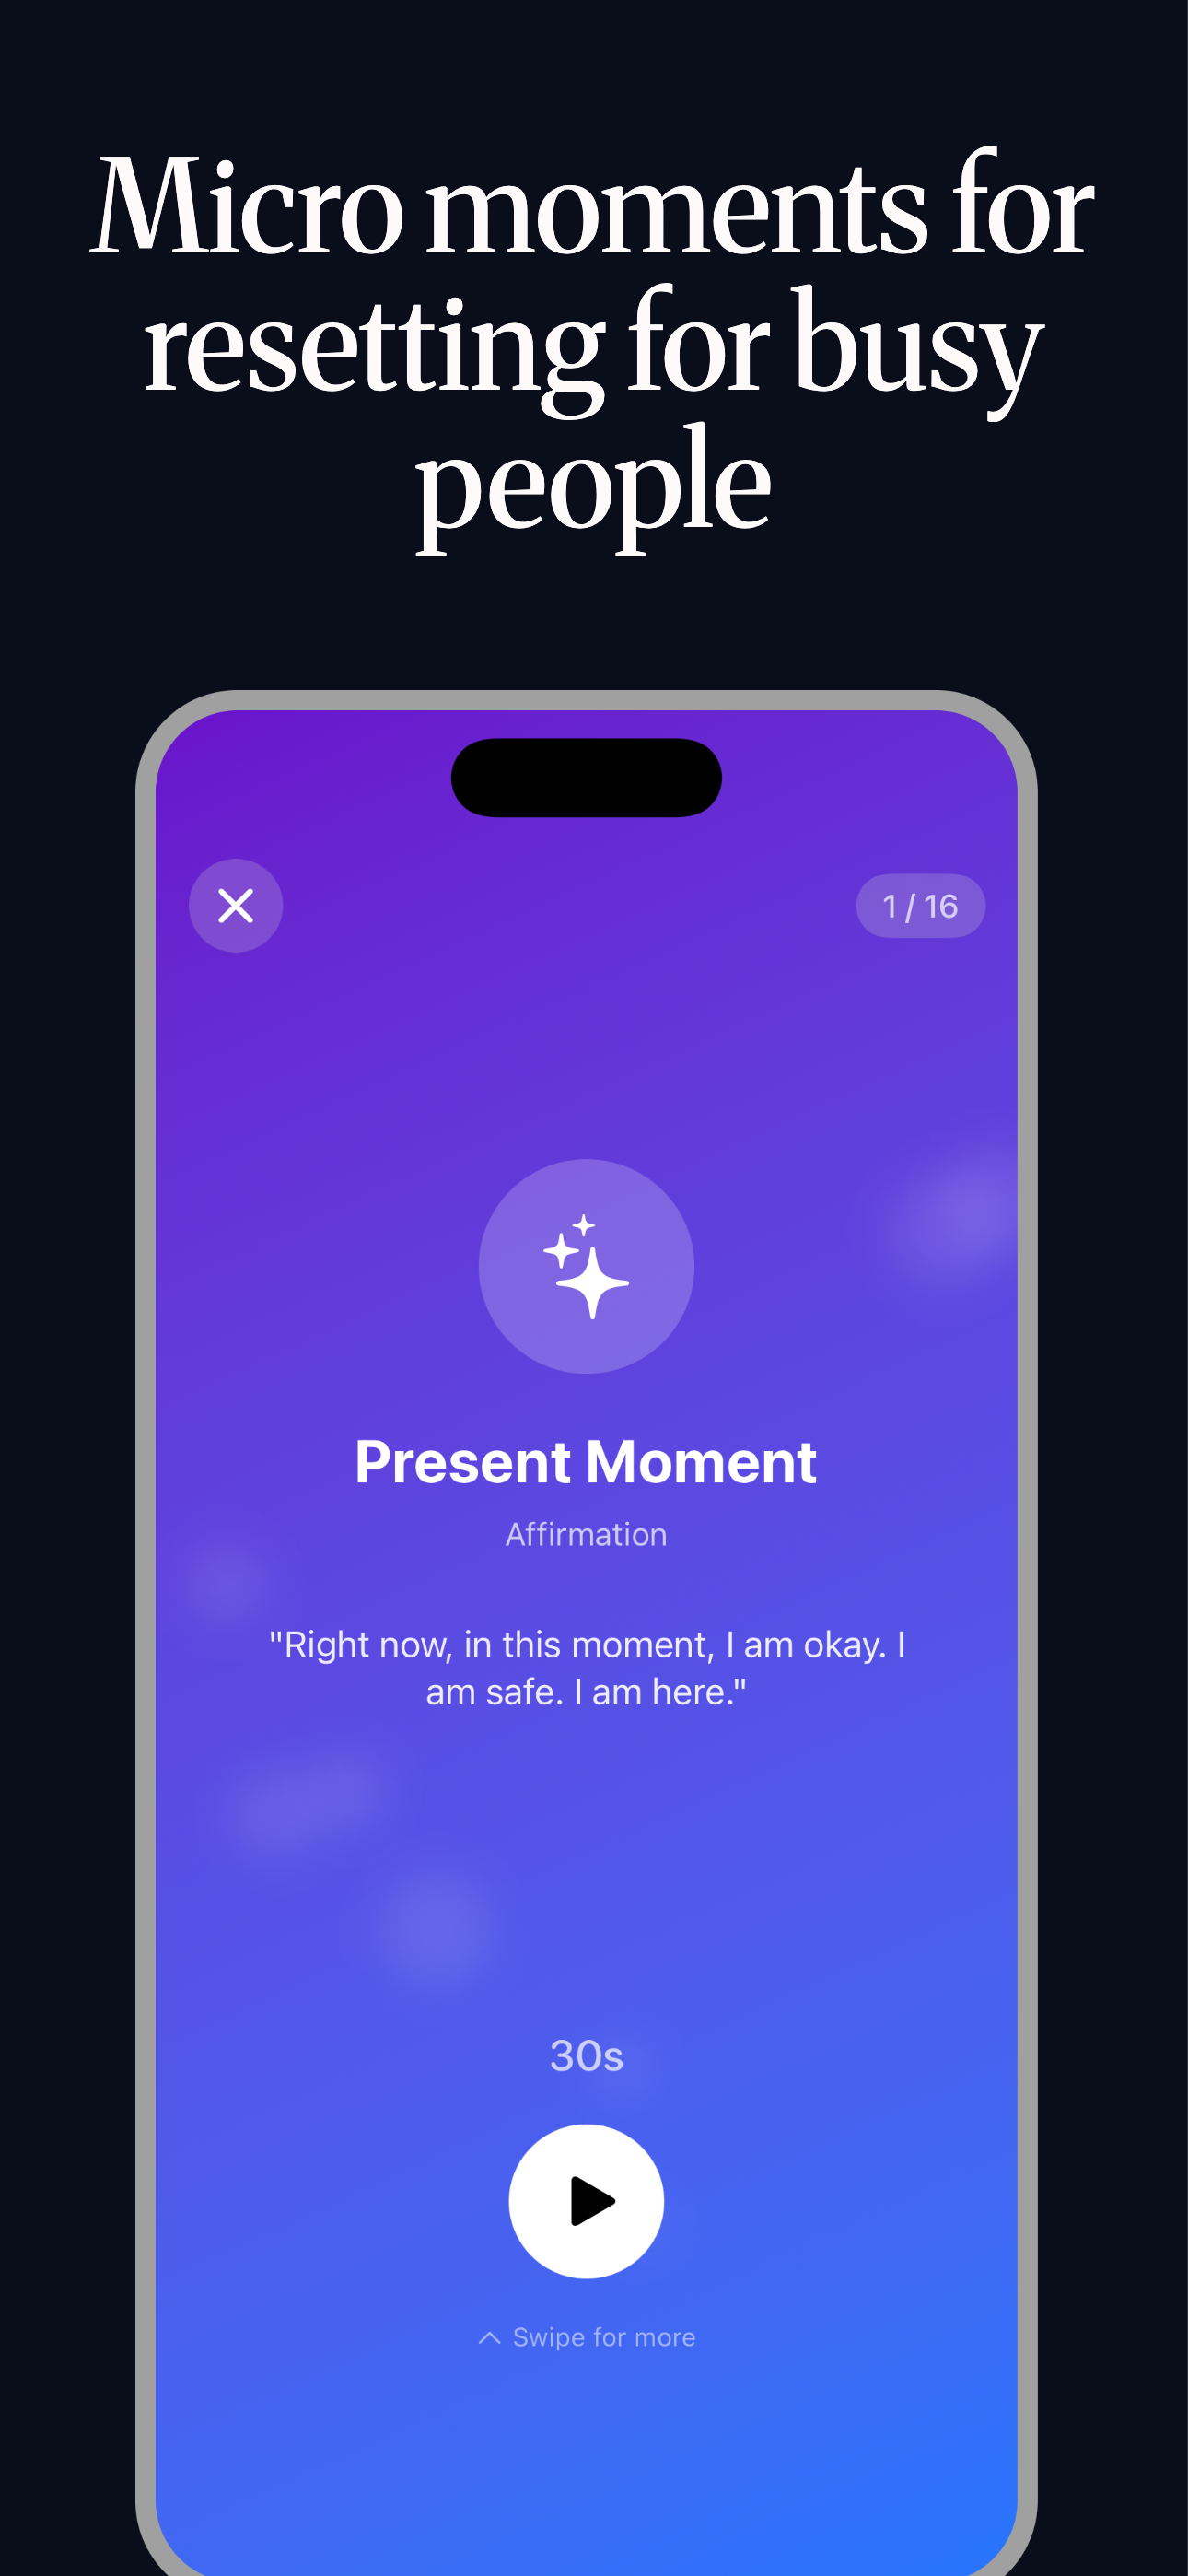 Micro moments for
resetting for busy
people
1 / 16
Present Moment
Affirmation
"Right now, in this moment, I am okay. I
am safe. I am here."
30s
Swipe for more